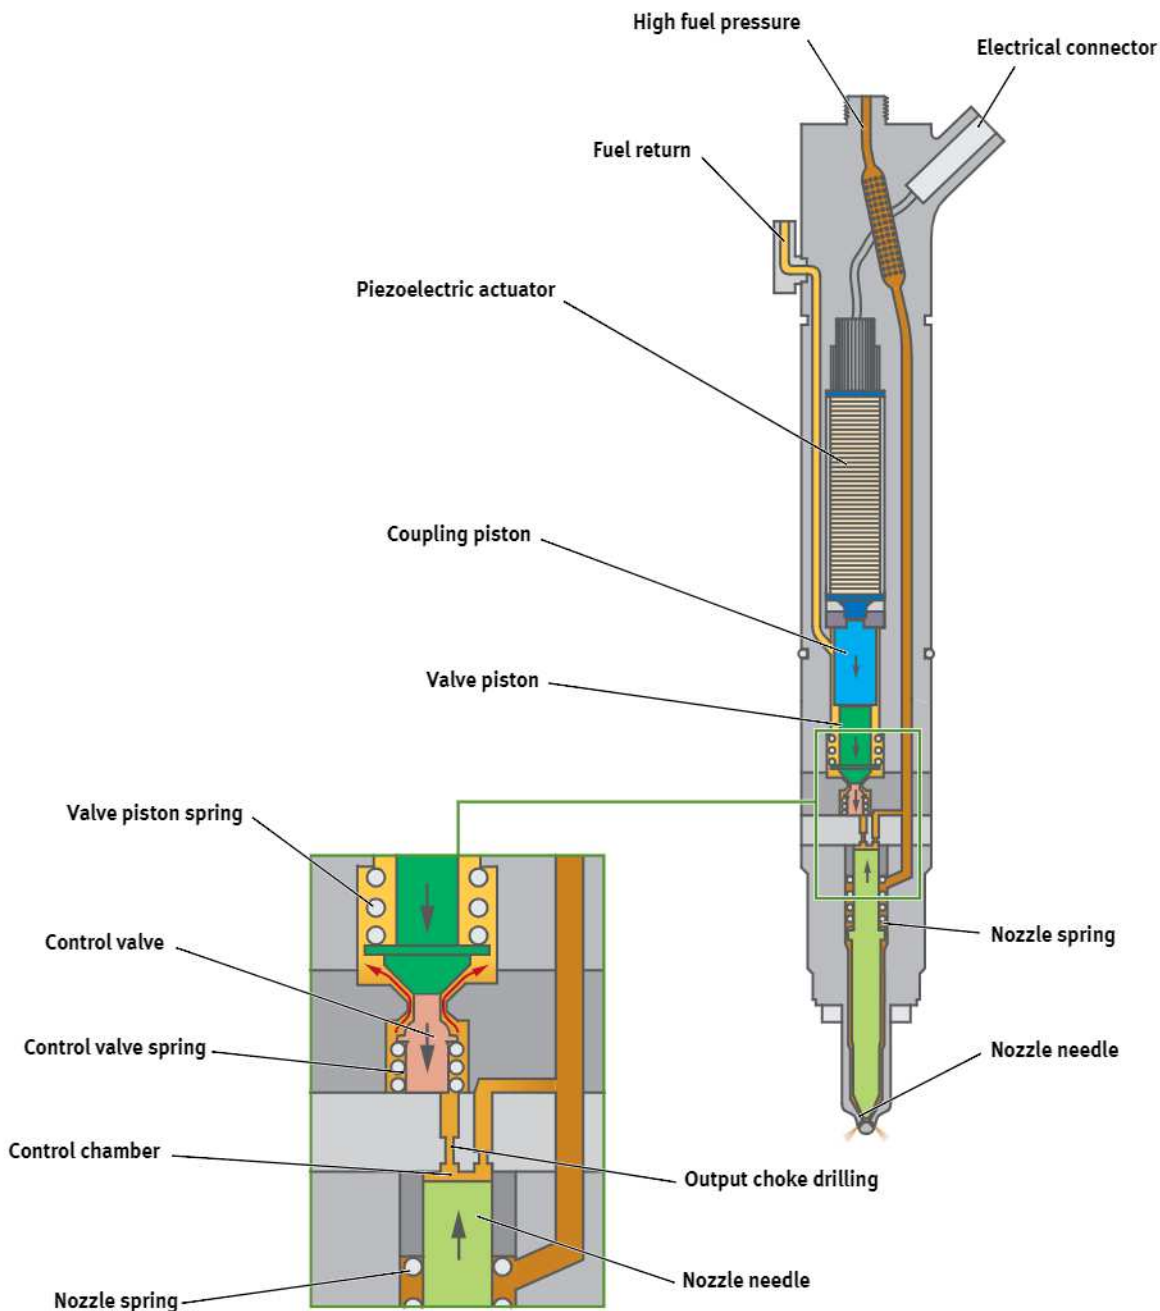 High fuel pressure
Electrical connector
Fuel return
Piezoelectric actuator
Coupling piston
Valve piston
Valve piston spring
Control valve
Nozzle spring
Control valve spring
Nozzle needle
Control chamber
Output choke drilling
Nozzle needle
Nozzle spring